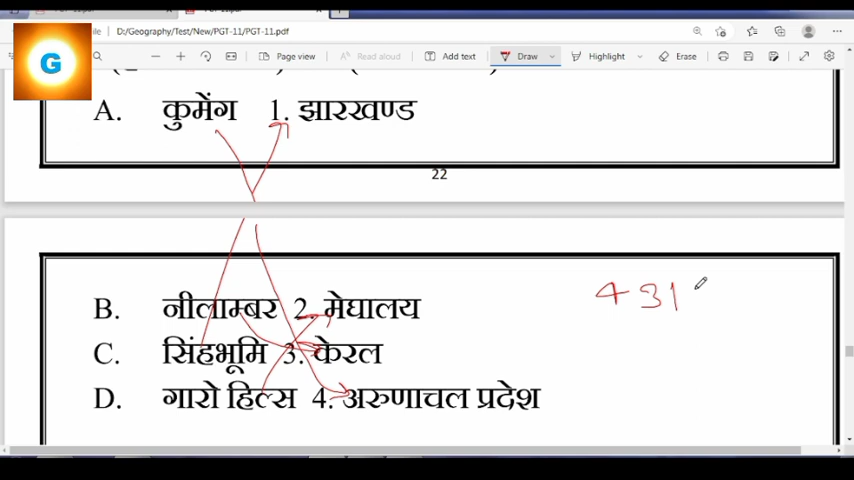 D:/Geography/Test/New/PGT-11/PGT-11.pdf
Page view
Read aloud
Add text
Draw
Highlight
Erase
G
A. कुमेंग 1. झारखण्ड
22
B. नीलाम्बर 2. मेघालय
4 3 1
C. सिंहभूमि 3. केरल
D. गारो हिल्स 4. अरुणाचल प्रदेश